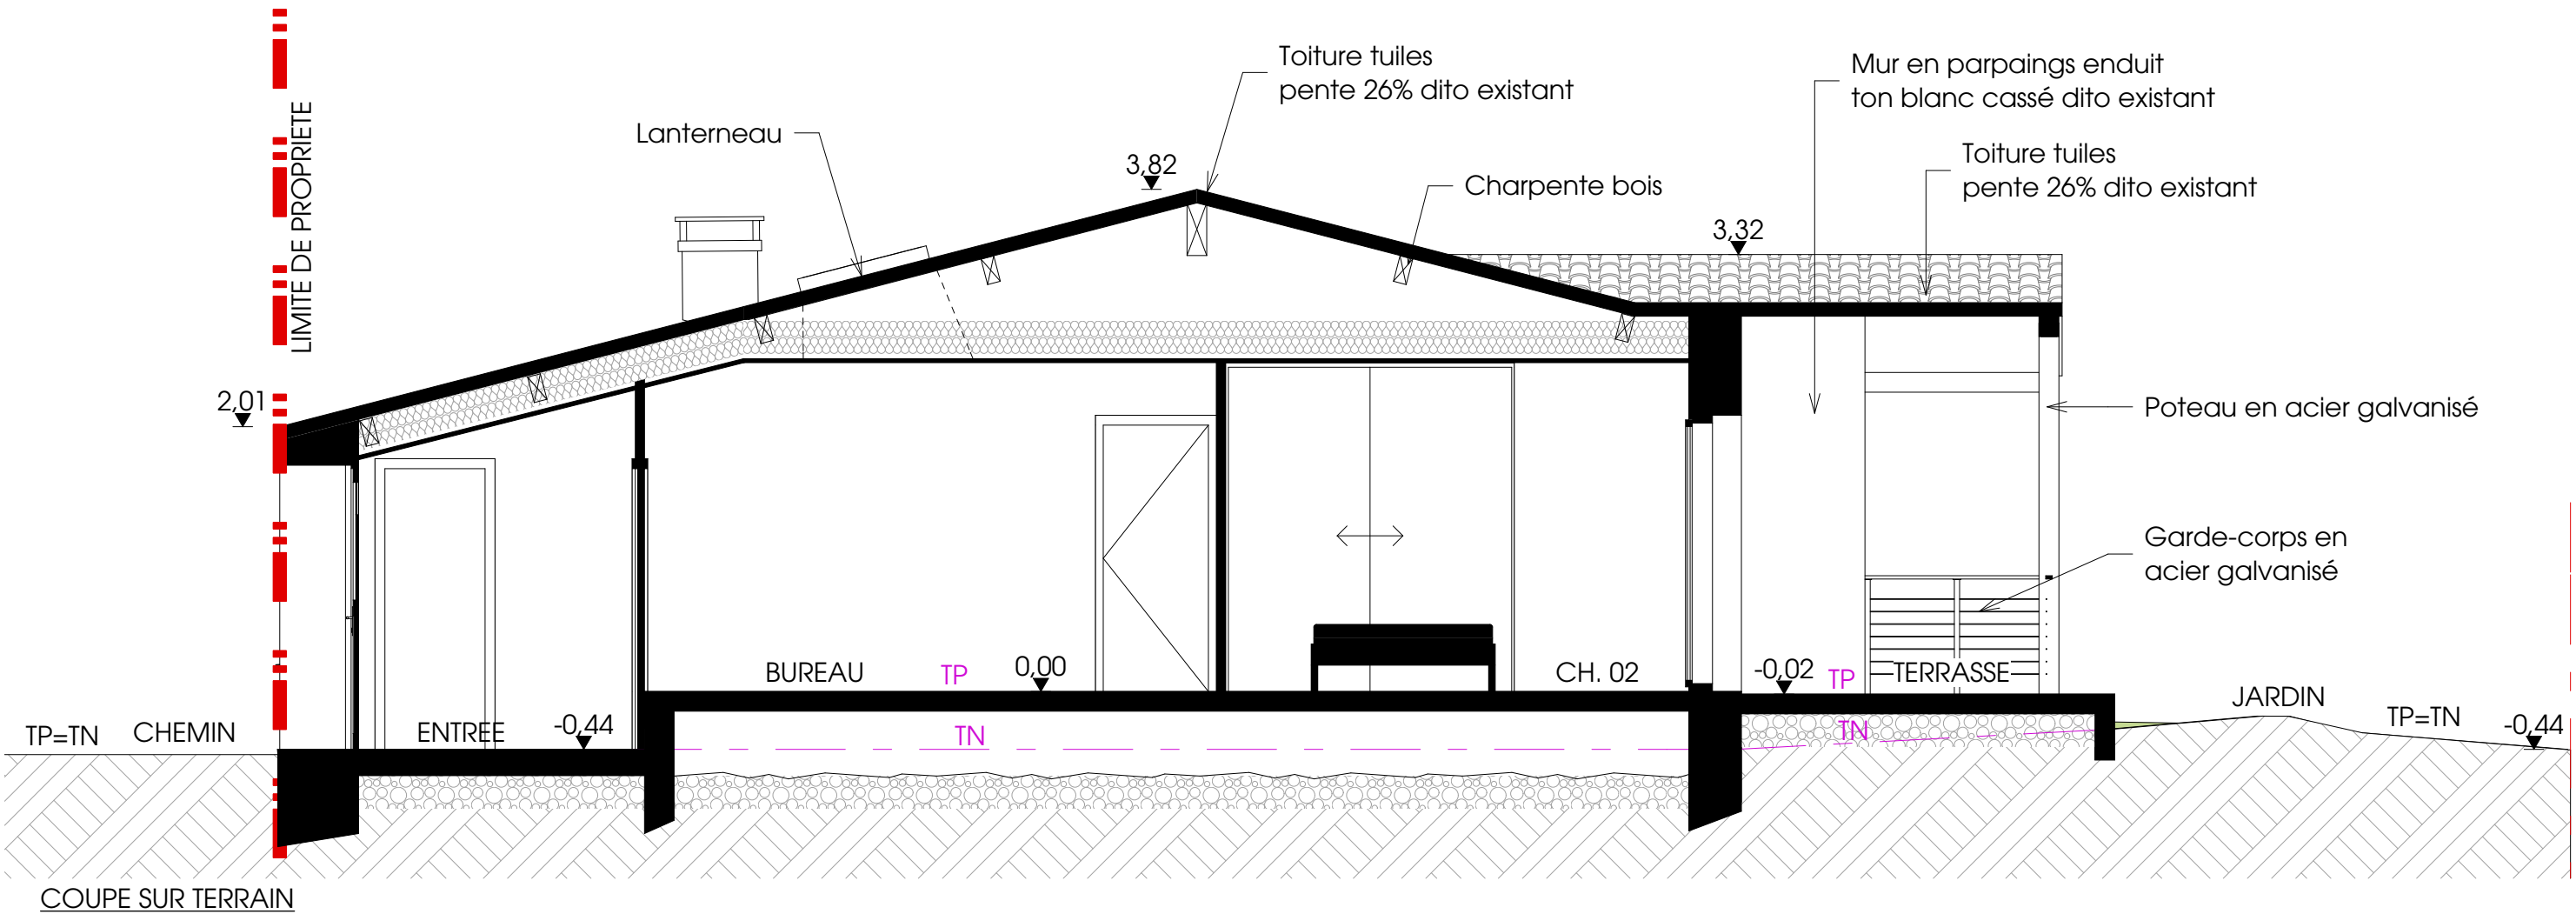 Toiture tuiles
pente 26% dito existant
Mur en parpaings enduit
ton blanc cassé dito existant
LIMITE DE PROPRIETE
Lanterneau
3,82
Charpente bois
Toiture tuiles
pente 26% dito existant
3,32
2,01
Poteau en acier galvanisé
Garde-corps en
acier galvanisé
BUREAU
TP
0,00
CH. 02
-0,02
TP
TERRASSE
JARDIN
TP=TN
CHEMIN
ENTREE
-0,44
TN
TN
TP=TN
-0,44
COUPE SUR TERRAIN